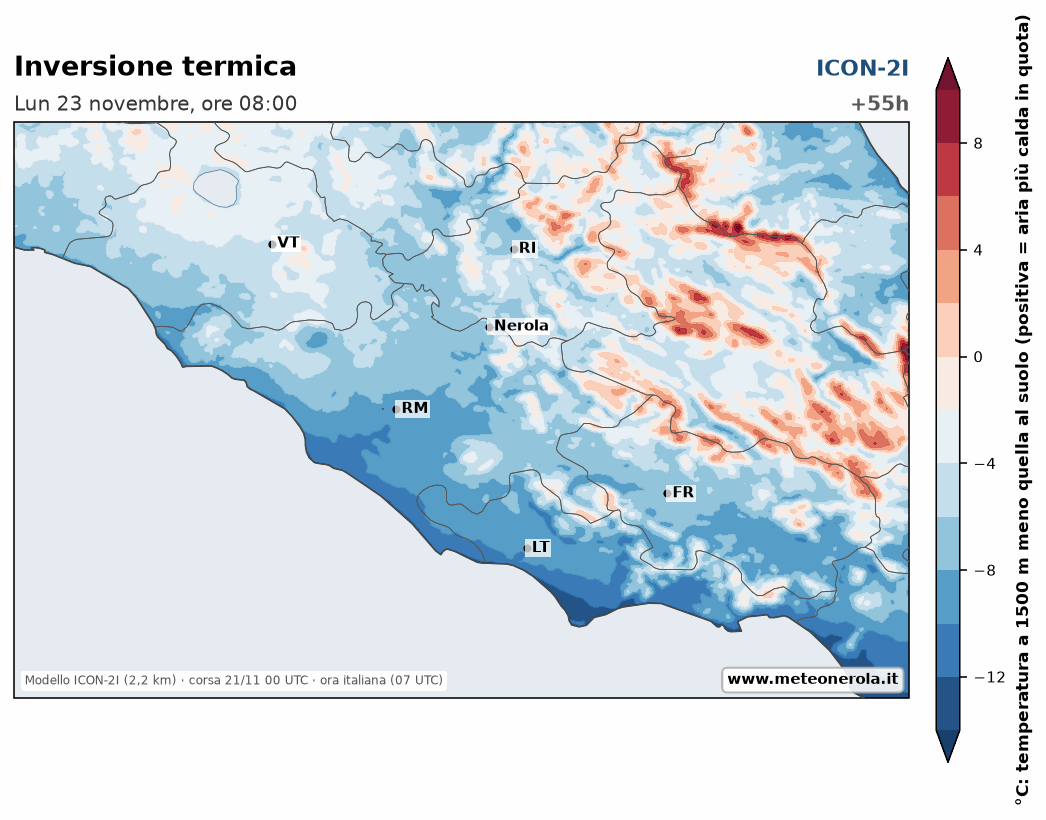 Inversione termica
ICON-2I
Lun 23 novembre, ore 08:00
+55h
VT
RI
Nerola
RM
FR
LT
Modello ICON-2I (2,2 km) · corsa 21/11 00 UTC · ora italiana (07 UTC)
www.meteonerola.it
8
4
0
−4
−8
−12
°C: temperatura a 1500 m meno quella al suolo (positiva = aria più calda in quota)